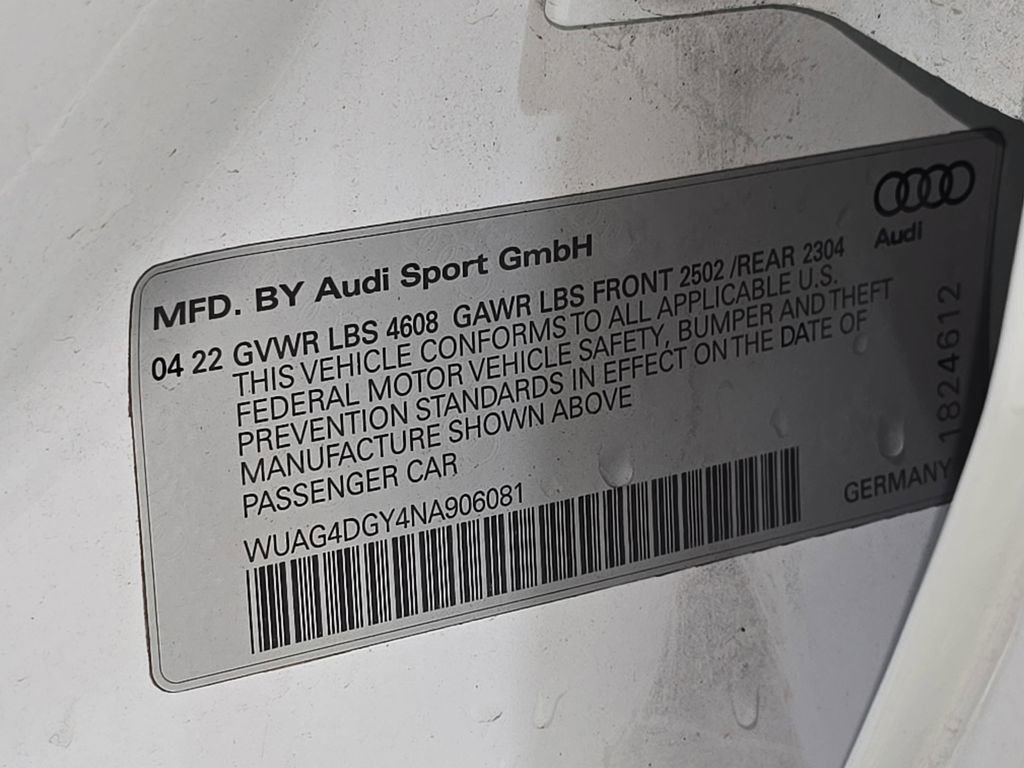 Audi
MFD. BY Audi Sport GmbH
04 22 GVWR LBS 4608 GAWR LBS FRONT 2502 /REAR 2304
THIS VEHICLE CONFORMS TO ALL APPLICABLE U.S.
FEDERAL MOTOR VEHICLE SAFETY, BUMPER AND THEFT
PREVENTION STANDARDS IN EFFECT ON THE DATE OF
MANUFACTURE SHOWN ABOVE
PASSENGER CAR
WUAG4DGY4NA906081
GERMANY
1824612